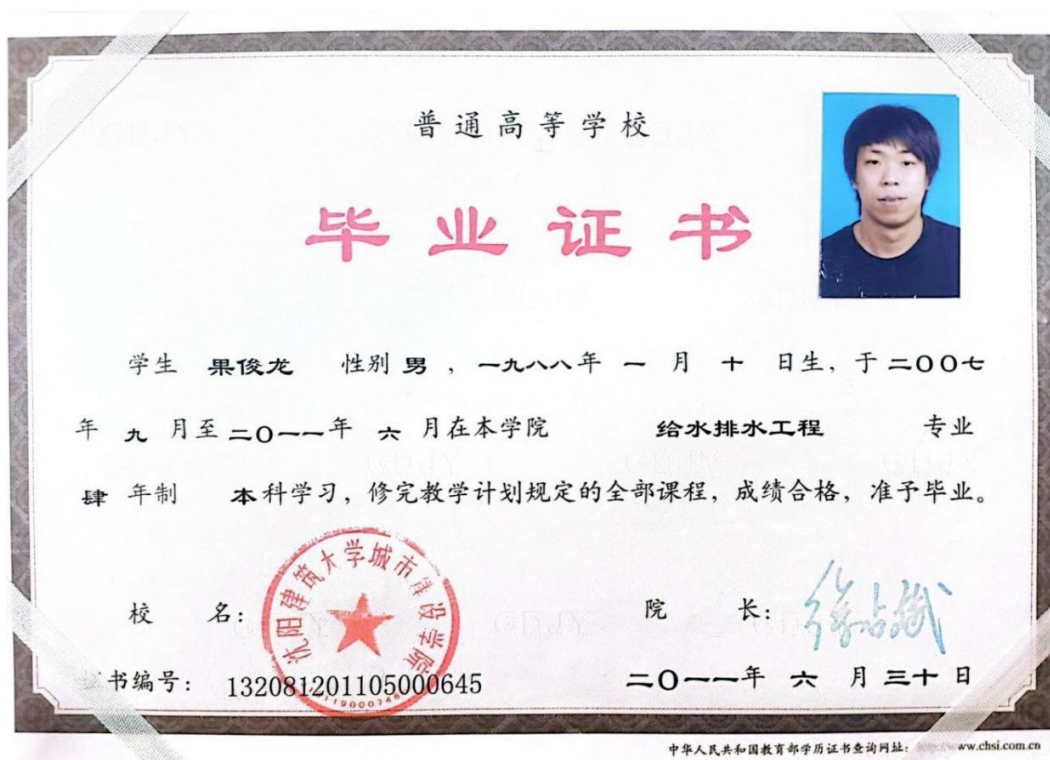 普通高等学校
毕业证书
学生 果俊龙 性别 男 ，一九八八年 一 月 十 日生，于 二〇〇七
年 九 月至 二〇一一年 六 月在本学院 给水排水工程 专业
肆 年制 本科学习，修完教学计划规定的全部课程，成绩合格，准予毕业。
沈阳建筑大学城市建设学院
校 名：
院 长：
书编号： 132081201105000645
二〇一一年 六 月 三十 日
中华人民共和国教育部学历证书查询网址： http://www.chsi.com.cn